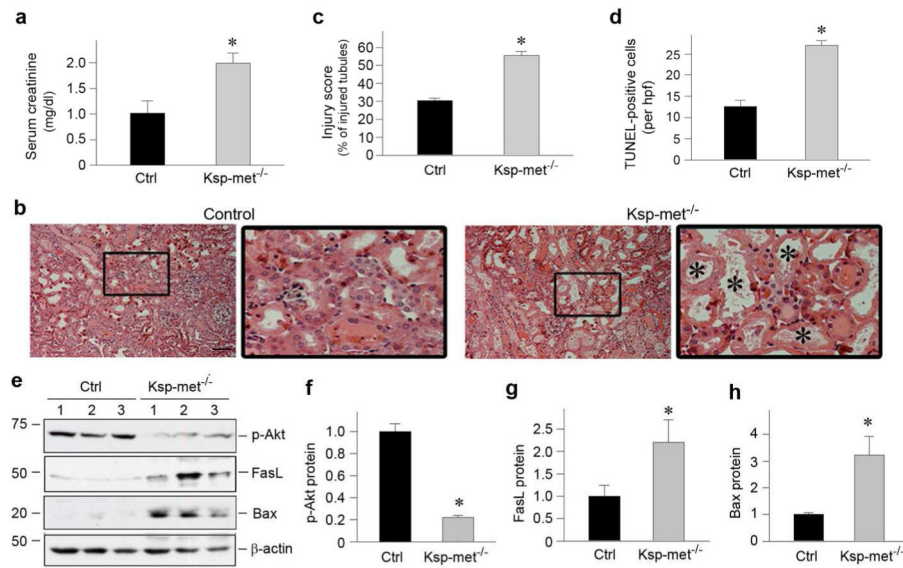 a
Serum creatinine
(mg/dl)
2.0
1.0
1.0
0
*
Ctrl
Ksp-met-/-
c
Injury score
(% of injured tubules)
60
50
40
30
20
10
0
*
Ctrl
Ksp-met-/-
d
TUNEL-positive cells
(per hpf)
25
20
15
10
5
0
*
Ctrl
Ksp-met-/-
b
Control
Ksp-met-/-
* * * *
e
Ctrl Ksp-met-/-
1 2 3 1 2 3
75
p-Akt
50
FasL
20
Bax
50
β-actin
f
p-Akt protein
1.0
0.8
0.6
0.4
0.2
0
*
Ctrl
Ksp-met-/-
g
FasL protein
2.5
2.0
1.5
1.0
0.5
0
*
Ctrl
Ksp-met-/-
h
Bax protein
4
3
2
1
0
*
Ctrl
Ksp-met-/-